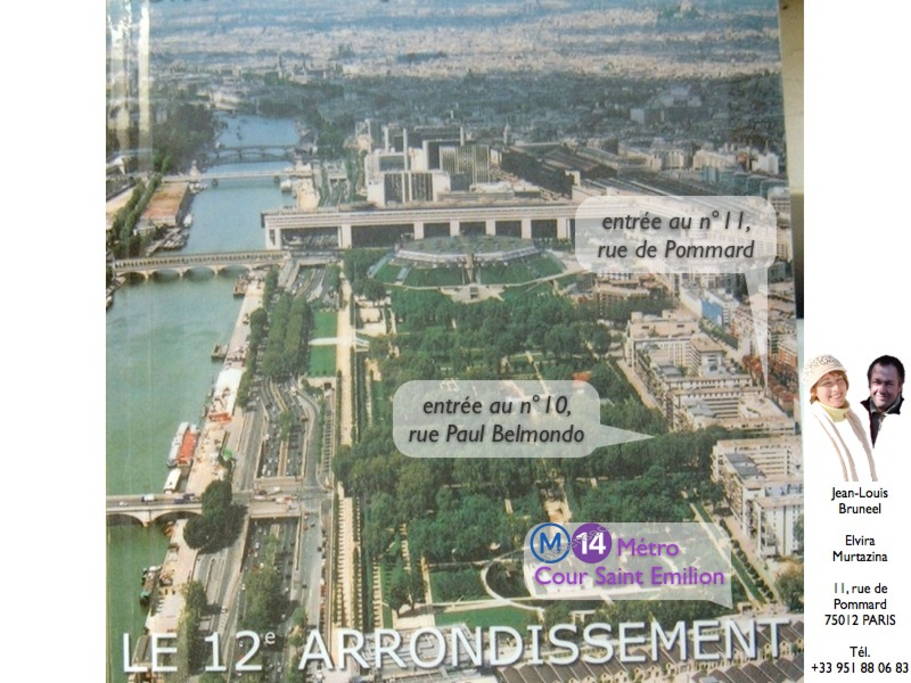 entrée au n°11,
rue de Pommard
entrée au n°10,
rue Paul Belmondo
M 14 Métro
Cour Saint Emilion
LE 12e ARRONDISSEMENT
Jean-Louis
Bruneel
Elvira
Murtazina
11, rue de
Pommard
75012 PARIS
Tél.
+33 951 88 06 83